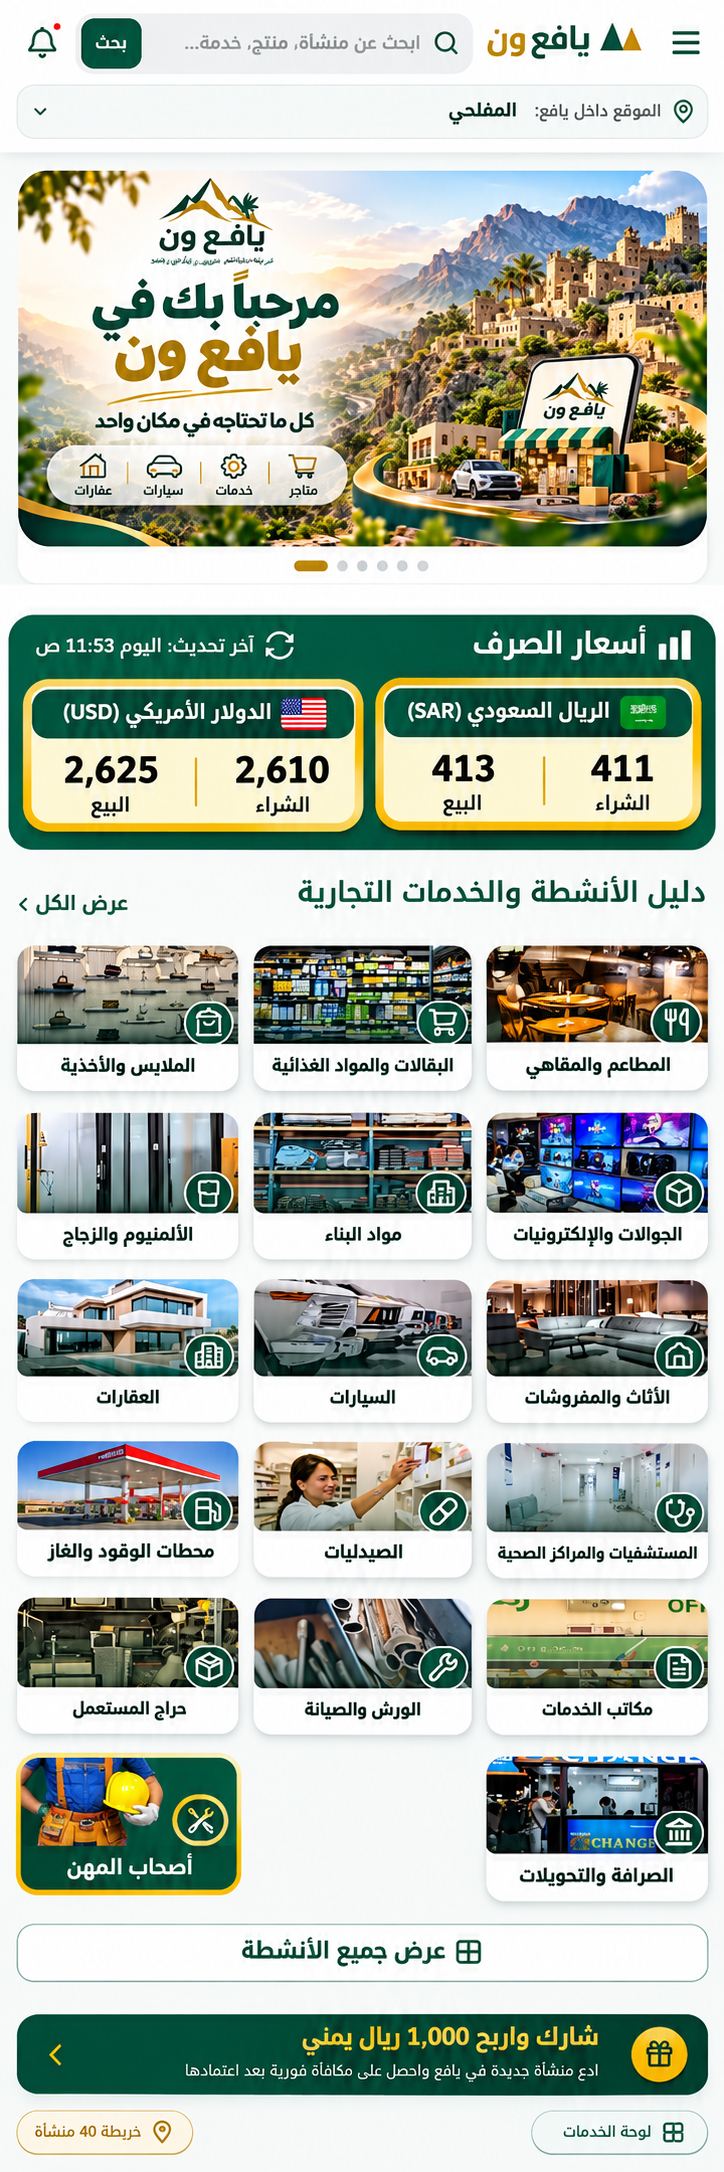 يافع ون
ابحث عن منشأة، منتج، خدمة...
بحث
الموقع داخل يافع: المفلحي
يافع ون
مرحباً بك في
يافع ون
كل ما تحتاجه في مكان واحد
متاجر
خدمات
سيارات
عقارات
يافع ون
أسعار الصرف
آخر تحديث: اليوم 11:53 ص
الريال السعودي (SAR)
411
الشراء
413
البيع
الدولار الأمريكي (USD)
2,610
الشراء
2,625
البيع
دليل الأنشطة والخدمات التجارية
عرض الكل
المطاعم والمقاهي
البقالات والمواد الغذائية
الملابس والأحذية
الجوالات والإلكترونيات
مواد البناء
الألمنيوم والزجاج
الأثاث والمفروشات
السيارات
العقارات
المستشفيات والمراكز الصحية
الصيدليات
محطات الوقود والغاز
OFI
مكاتب الخدمات
الورش والصيانة
حراج المستعمل
CHANGE
الصرافة والتحويلات
أصحاب المهن
عرض جميع الأنشطة
شارك واربح 1,000 ريال يمني
ادع منشأة جديدة في يافع واحصل على مكافأة فورية بعد اعتمادها
لوحة الخدمات
خريطة 40 منشأة